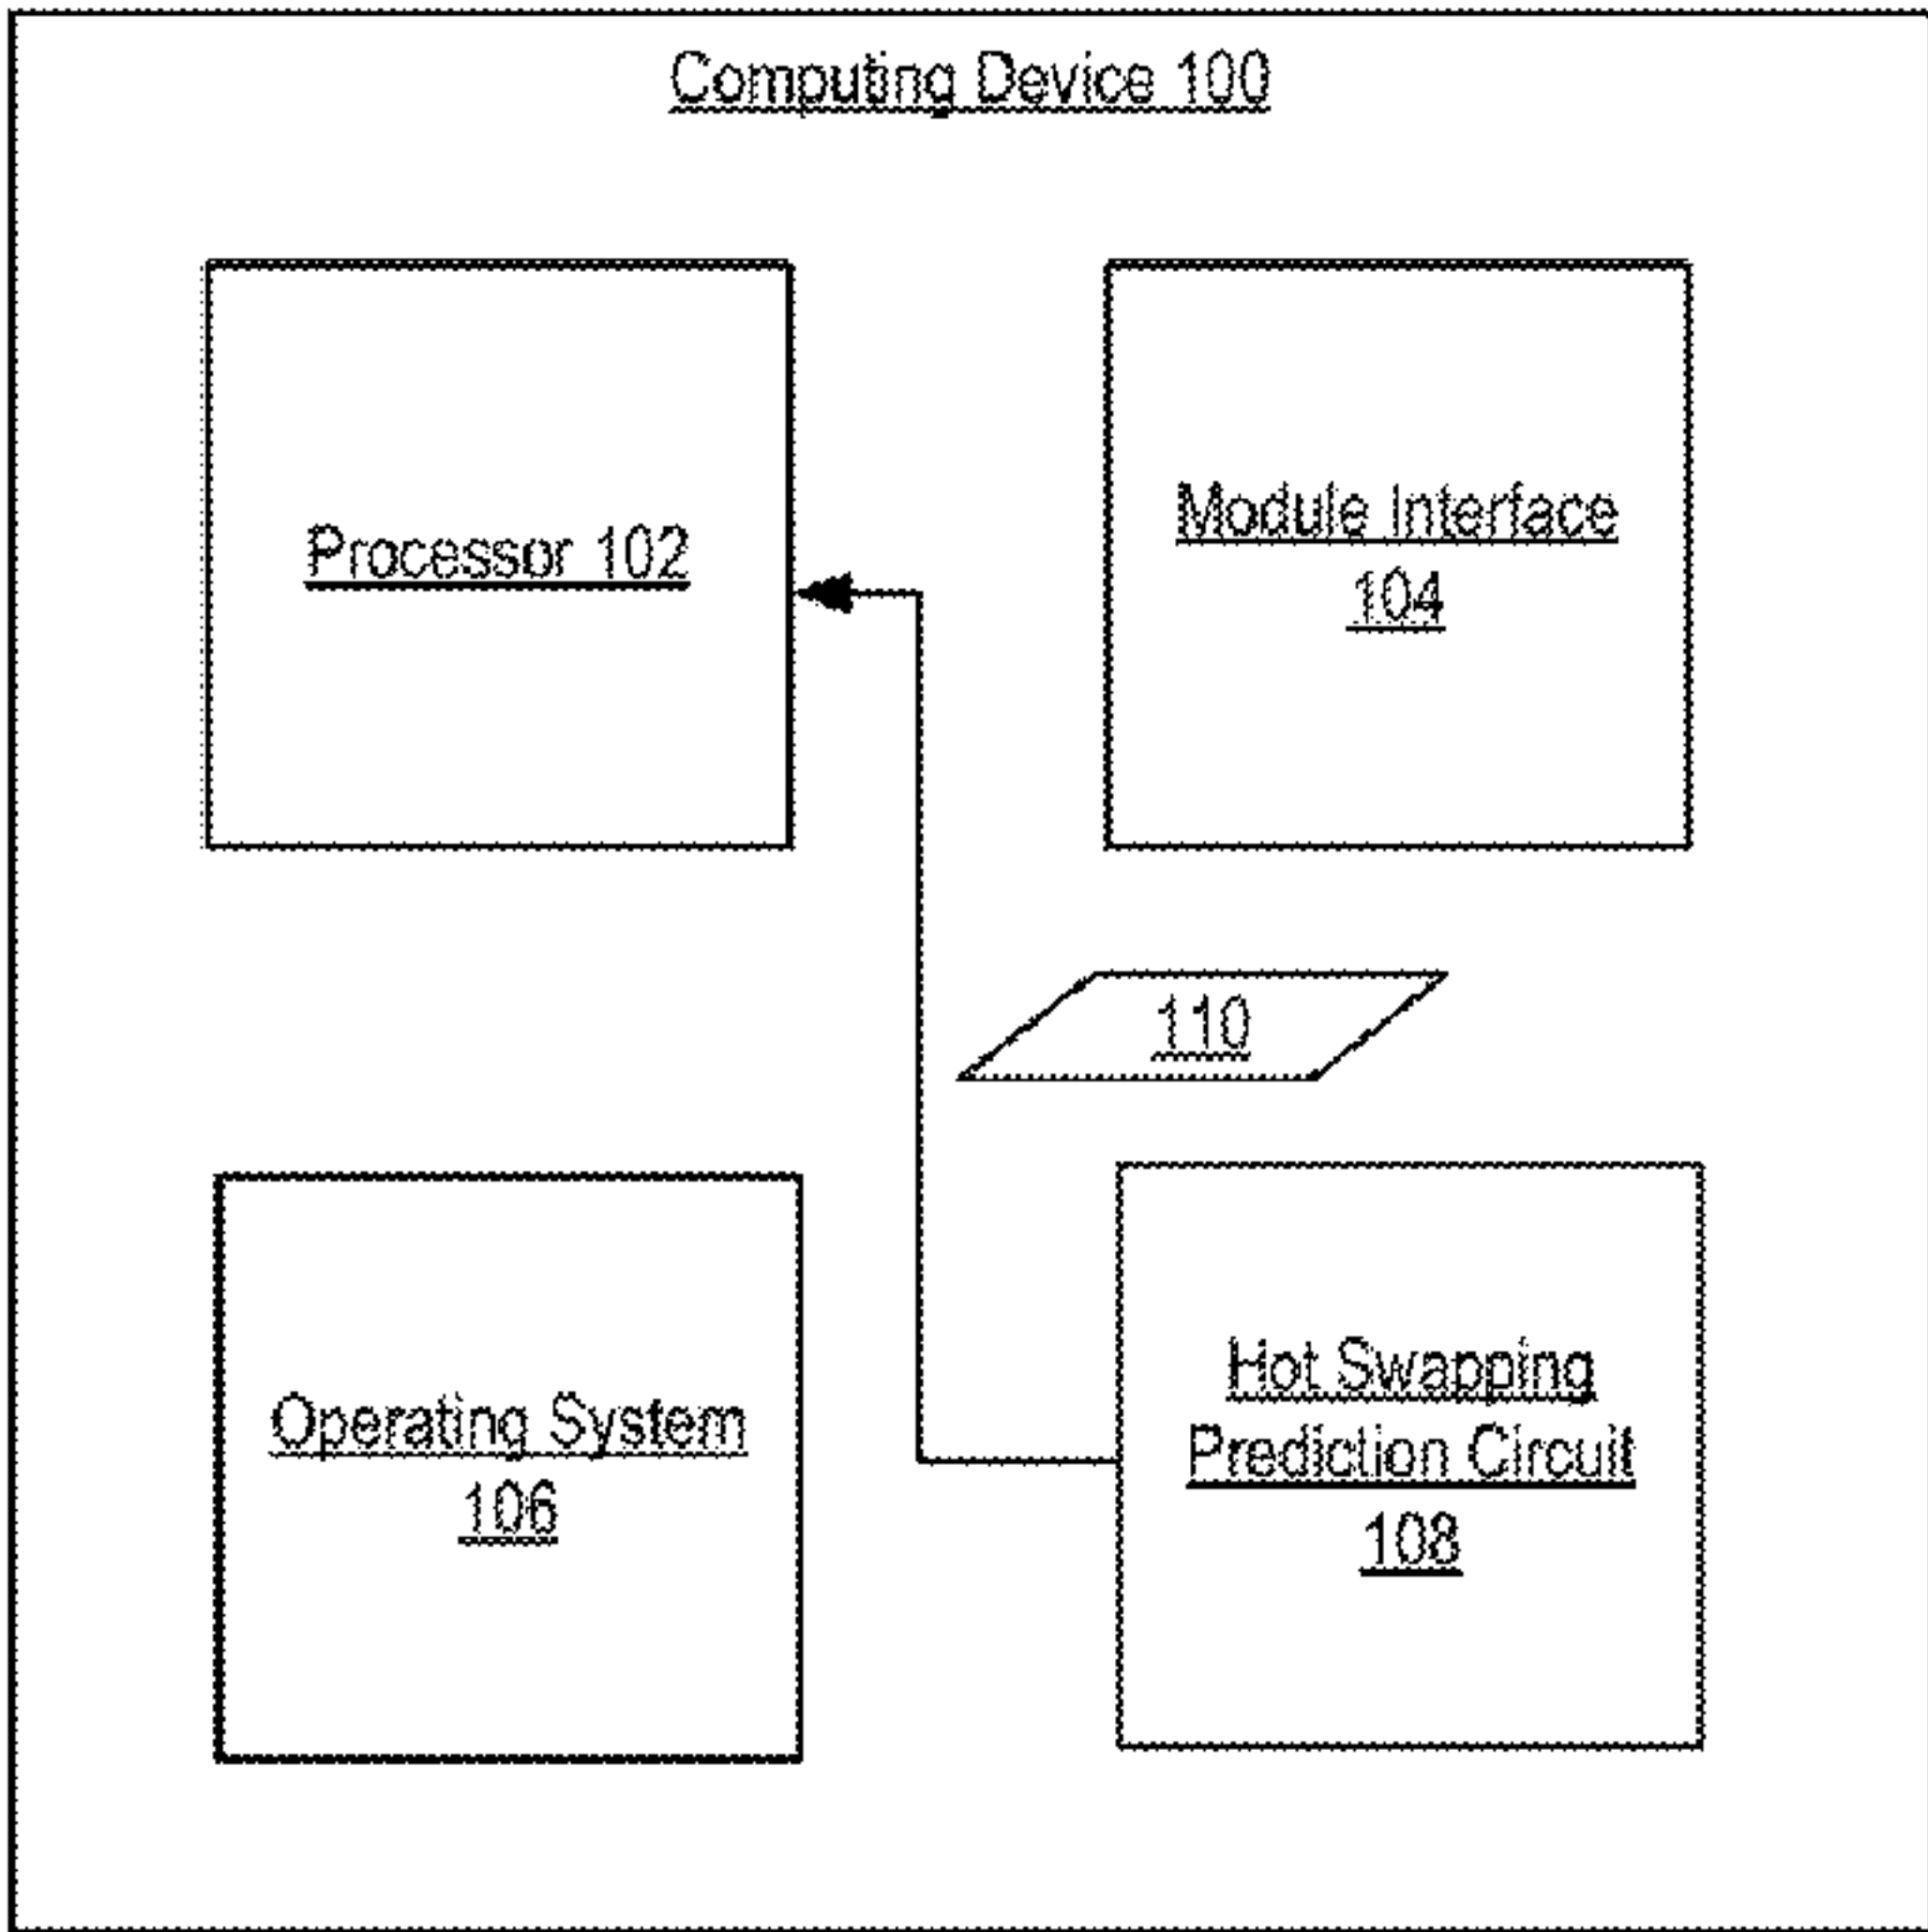 Computing Device 100
Processor 102
Module Interface
104
110
Operating System
106
Hot Swapping
Prediction Circuit
108